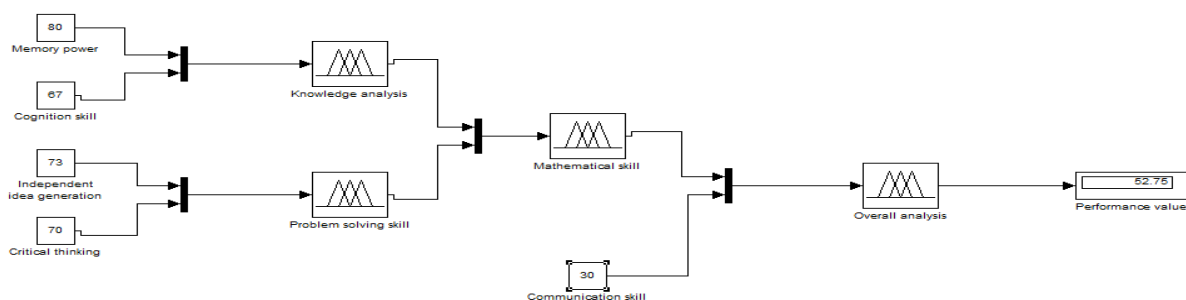 80
Memory power
67
Cognition skill
Knowledge analysis
73
Independent
idea generation
70
Critical thinking
Problem solving skill
Mathematical skill
30
Communication skill
Overall analysis
52.75
Performance value